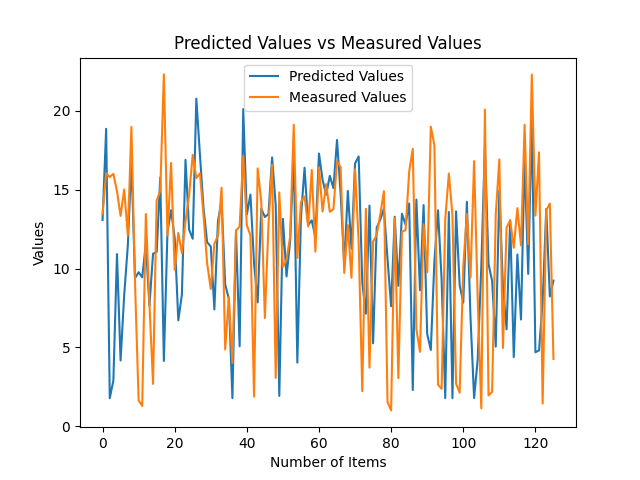 Predicted Values vs Measured Values
Predicted Values
Measured Values
Values
20
15
10
5
0
0
20
40
60
80
100
120
Number of Items